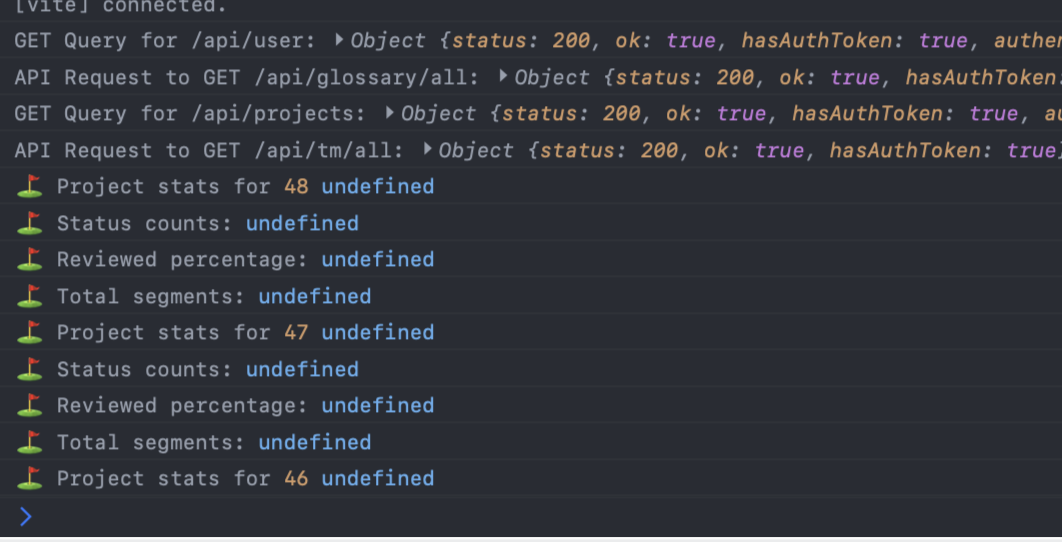 [vite] connected.
GET Query for /api/user: ▶Object {status: 200, ok: true, hasAuthToken: true, authen
API Request to GET /api/glossary/all: ▶Object {status: 200, ok: true, hasAuthToken:
GET Query for /api/projects: ▶Object {status: 200, ok: true, hasAuthToken: true, au
API Request to GET /api/tm/all: ▶Object {status: 200, ok: true, hasAuthToken: true}
⛳ Project stats for 48 undefined
⛳ Status counts: undefined
⛳ Reviewed percentage: undefined
⛳ Total segments: undefined
⛳ Project stats for 47 undefined
⛳ Status counts: undefined
⛳ Reviewed percentage: undefined
⛳ Total segments: undefined
⛳ Project stats for 46 undefined
>